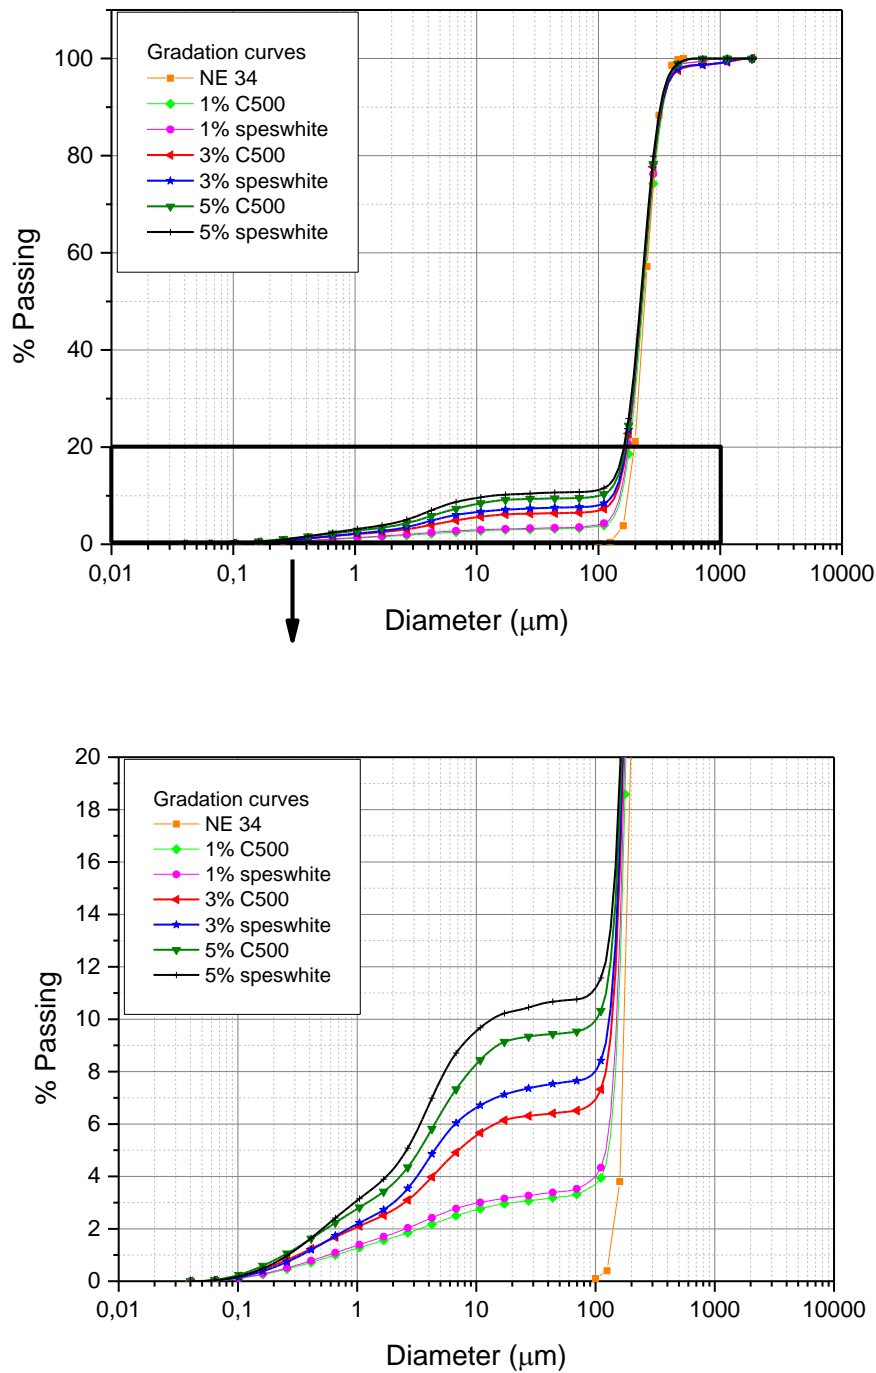 Gradation curves
NE 34
1% C500
1% speswhite
3% C500
3% speswhite
5% C500
5% speswhite
% Passing
100
80
60
40
20
0
0,01 0,1 1 10 100 1000 10000
Diameter (μm)
Gradation curves
NE 34
1% C500
1% speswhite
3% C500
3% speswhite
5% C500
5% speswhite
% Passing
20
18
16
14
12
10
8
6
4
2
0
0,01 0,1 1 10 100 1000 10000
Diameter (μm)